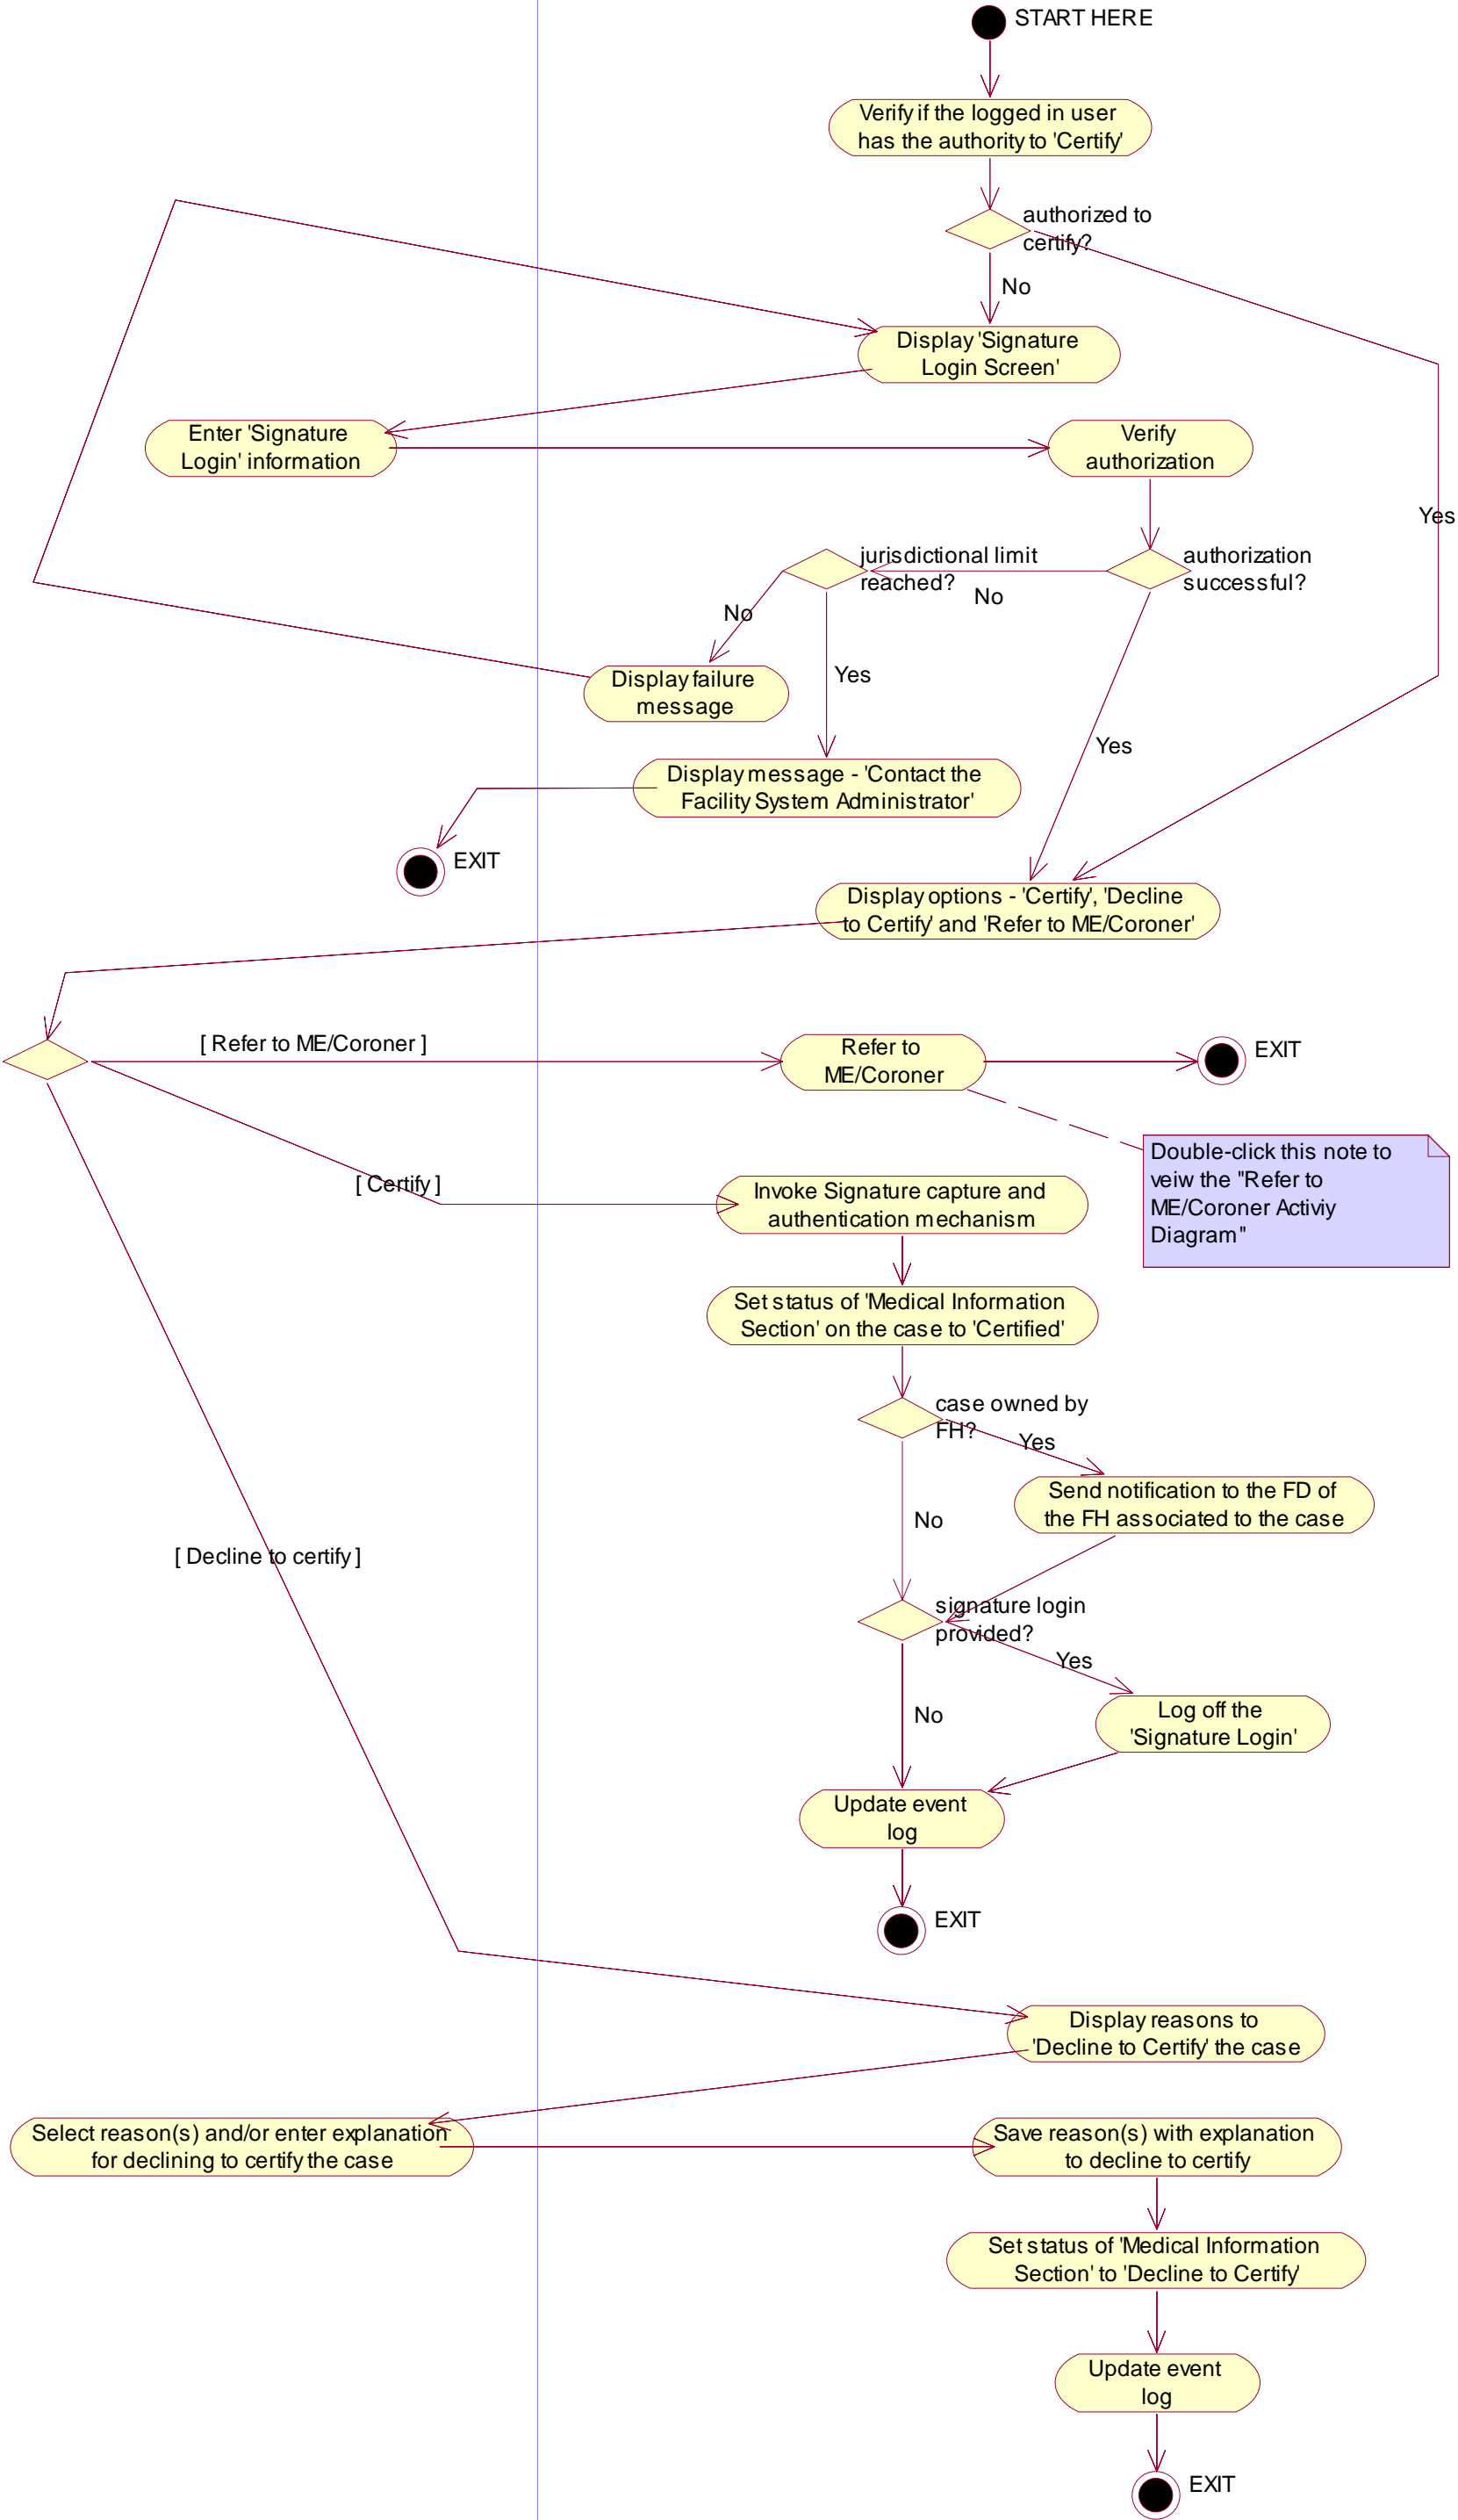 START HERE
Verify if the logged in user
has the authority to 'Certify'
authorized to
certify?
No
Display 'Signature
Login Screen'
Enter 'Signature
Login' information
Verify
authorization
Yes
jurisdictional limit
reached?
authorization
successful?
No
No
Display failure
message
Yes
Yes
Display message - 'Contact the
Facility System Administrator'
EXIT
Display options - 'Certify', 'Decline
to Certify' and 'Refer to ME/Coroner'
[ Refer to ME/Coroner ]
Refer to
ME/Coroner
EXIT
Double-click this note to
veiw the "Refer to
ME/Coroner Activiy
Diagram"
[ Certify ]
Invoke Signature capture and
authentication mechanism
Set status of 'Medical Information
Section' on the case to 'Certified'
case owned by
FH?
Yes
Send notification to the FD of
the FH associated to the case
No
[ Decline to certify ]
signature login
provided?
Yes
Log off the
'Signature Login'
No
Update event
log
EXIT
Display reasons to
'Decline to Certify' the case
Select reason(s) and/or enter explanation
for declining to certify the case
Save reason(s) with explanation
to decline to certify
Set status of 'Medical Information
Section' to 'Decline to Certify'
Update event
log
EXIT